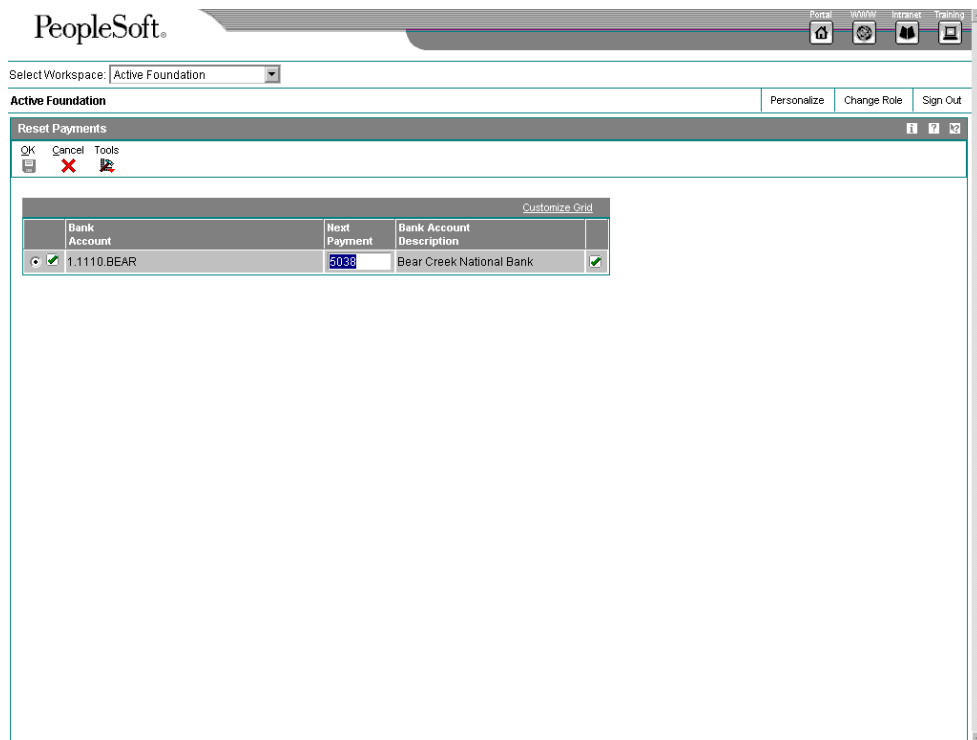 PeopleSoft®
Portal WWW Intranet Training
Select Workspace: Active Foundation
Active Foundation Personalize Change Role Sign Out
Reset Payments
OK Cancel Tools
Customize Grid
Bank Account Next Payment Bank Account Description
1.1110.BEAR 5038 Bear Creek National Bank